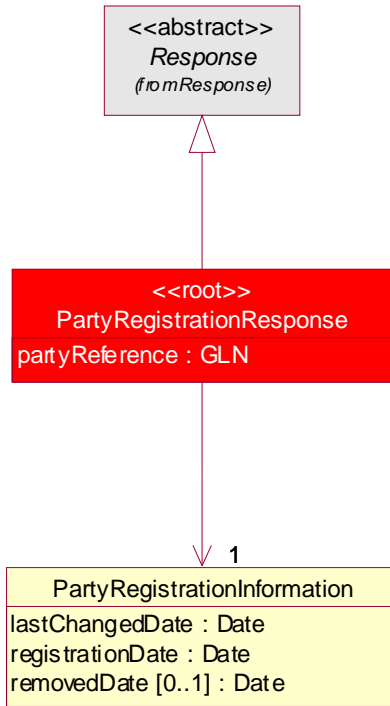 <<abstract>>
Response
(fromResponse)
<<root>>
PartyRegistrationResponse
partyReference : GLN
1
PartyRegistrationInformation
lastChangedDate : Date
registrationDate : Date
removedDate [0..1] : Date